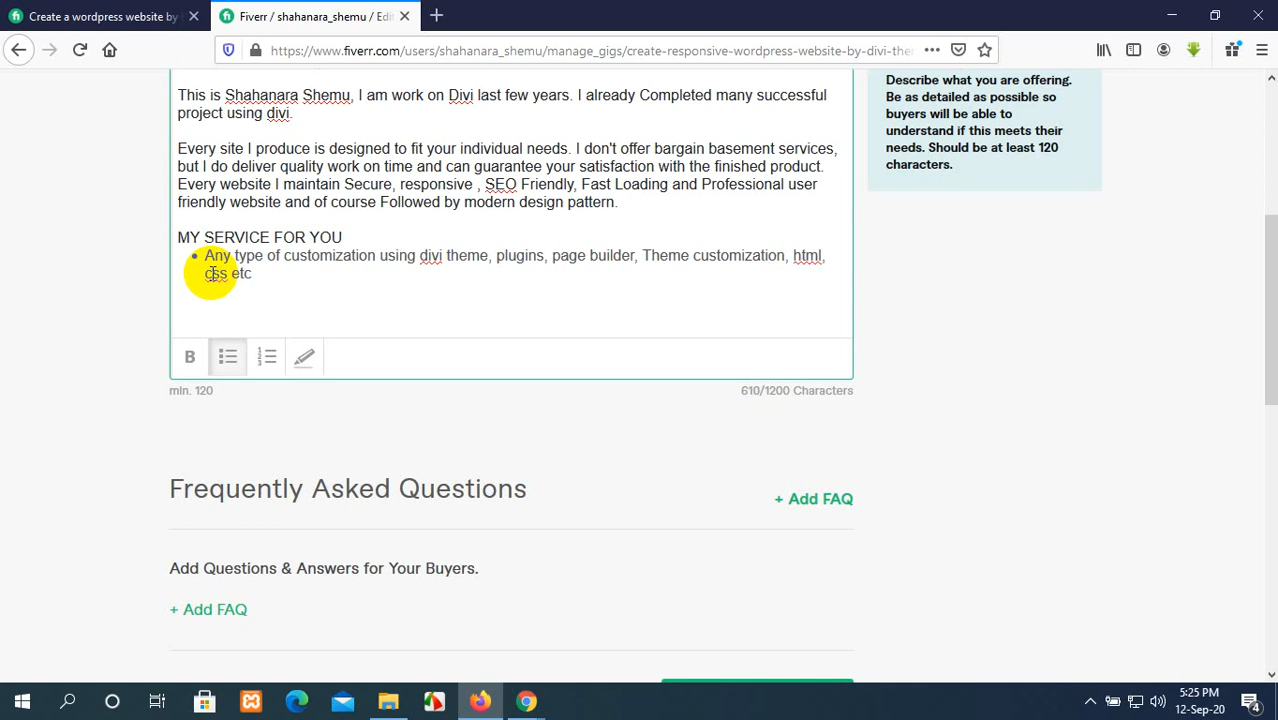 Create a wordpress website by
Fiverr / shahanara_shemu / Edi
https://www.fiverr.com/users/shahanara_shemu/manage_gigs/create-responsive-wordpress-website-by-divi-the
This is Shahanara Shemu, I am work on Divi last few years. I already Completed many successful
project using divi.
Every site I produce is designed to fit your individual needs. I don't offer bargain basement services,
but I do deliver quality work on time and can guarantee your satisfaction with the finished product.
Every website I maintain Secure, responsive , SEO Friendly, Fast Loading and Professional user
friendly website and of course Followed by modern design pattern.
MY SERVICE FOR YOU
• Any type of customization using divi theme, plugins, page builder, Theme customization, html,
css etc
B
min. 120
610/1200 Characters
Describe what you are offering.
Be as detailed as possible so
buyers will be able to
understand if this meets their
needs. Should be at least 120
characters.
Frequently Asked Questions
+ Add FAQ
Add Questions & Answers for Your Buyers.
+ Add FAQ
5:25 PM
12-Sep-20
4